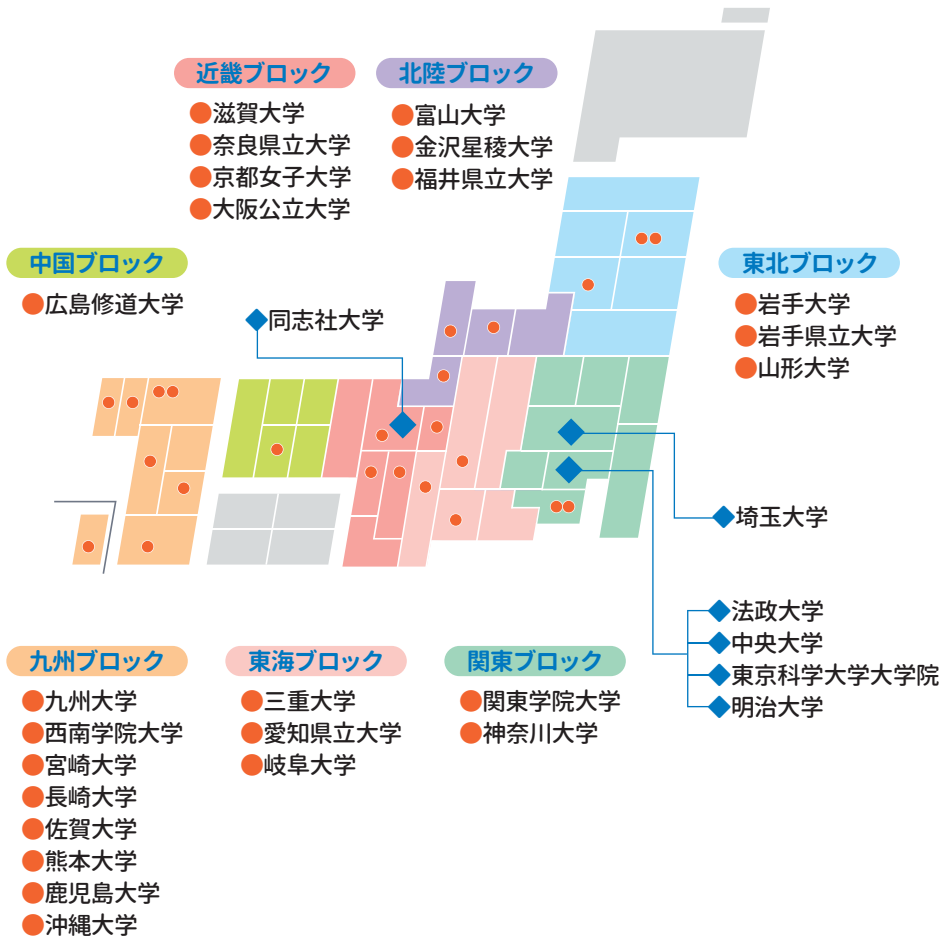 近畿ブロック
●滋賀大学
●奈良県立大学
●京都女子大学
●大阪公立大学
北陸ブロック
●富山大学
●金沢星稜大学
●福井県立大学
中国ブロック
●広島修道大学
◆同志社大学
東北ブロック
●岩手大学
●岩手県立大学
●山形大学
◆埼玉大学
◆法政大学
◆中央大学
◆東京科学大学大学院
◆明治大学
九州ブロック
●九州大学
●西南学院大学
●宮崎大学
●長崎大学
●佐賀大学
●熊本大学
●鹿児島大学
●沖縄大学
東海ブロック
●三重大学
●愛知県立大学
●岐阜大学
関東ブロック
●関東学院大学
●神奈川大学